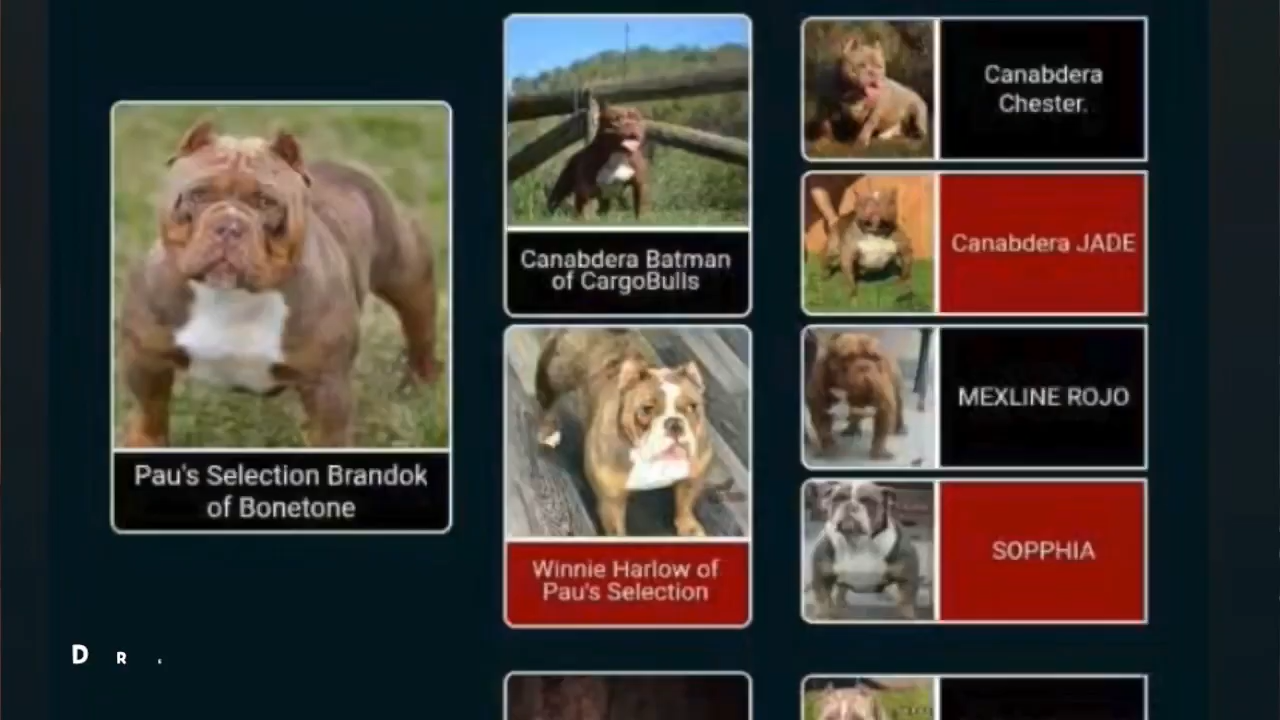 Pau's Selection Brandok
of Bonetone
Canabdera Batman
of CargoBulls
Winnie Harlow of
Pau's Selection
Canabdera
Chester.
Canabdera JADE
MEXLINE ROJO
SOPPHIA
D R